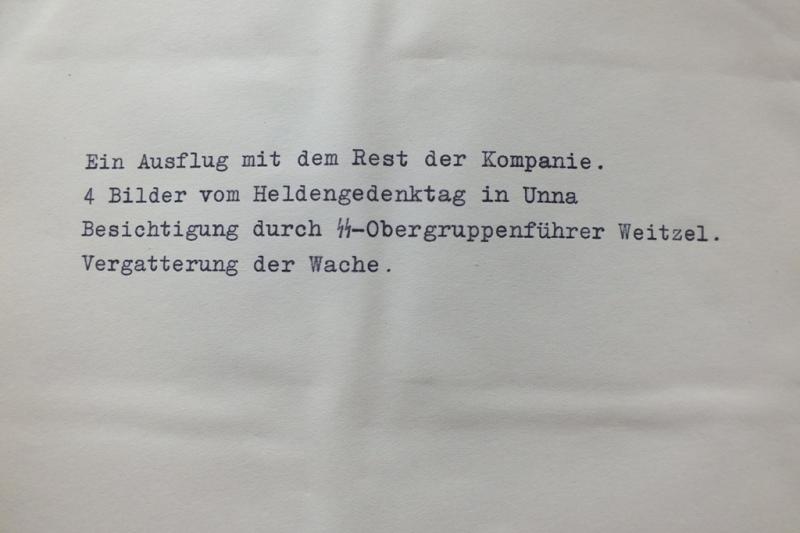 Ein Ausflug mit dem Rest der Kompanie.
4 Bilder vom Heldengedenktag in Unna
Besichtigung durch ᛋᛋ-Obergruppenführer Weitzel.
Vergatterung der Wache.